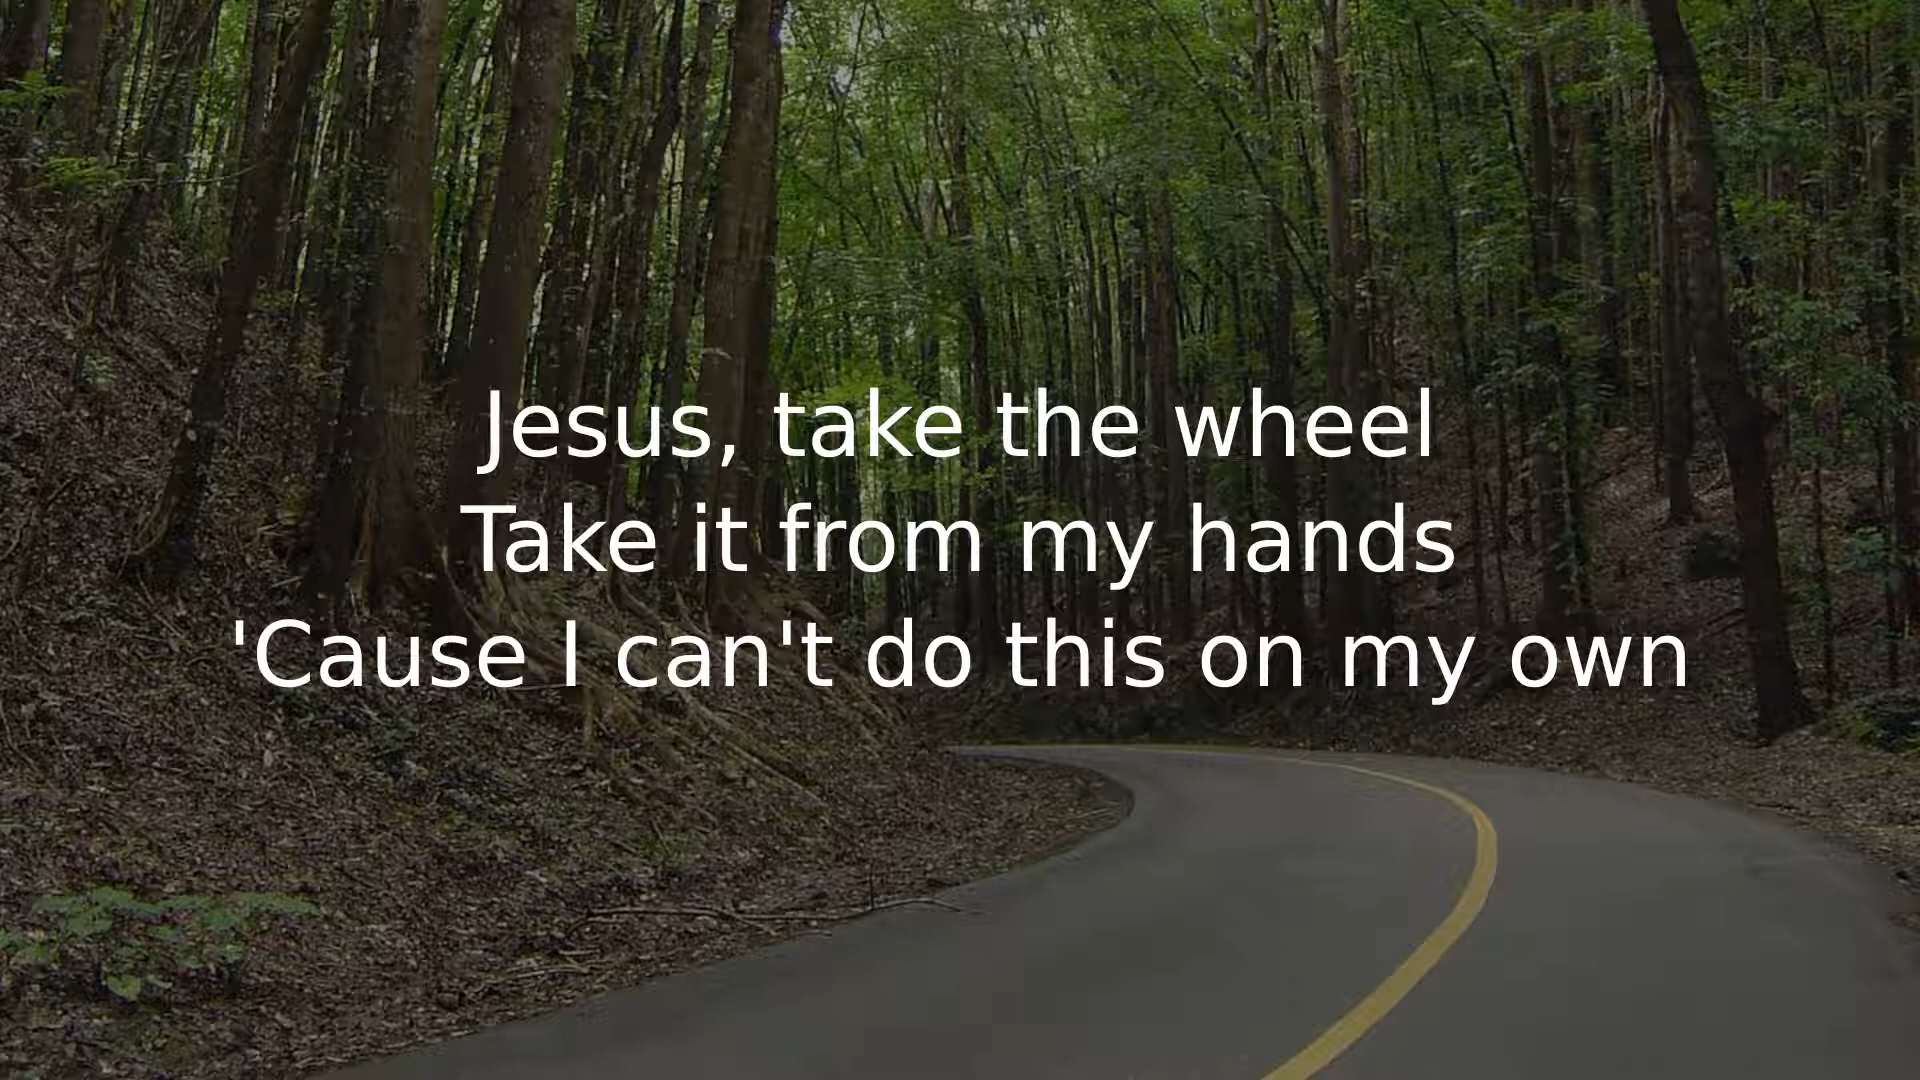 Jesus, take the wheel
Take it from my hands
'Cause I can't do this on my own